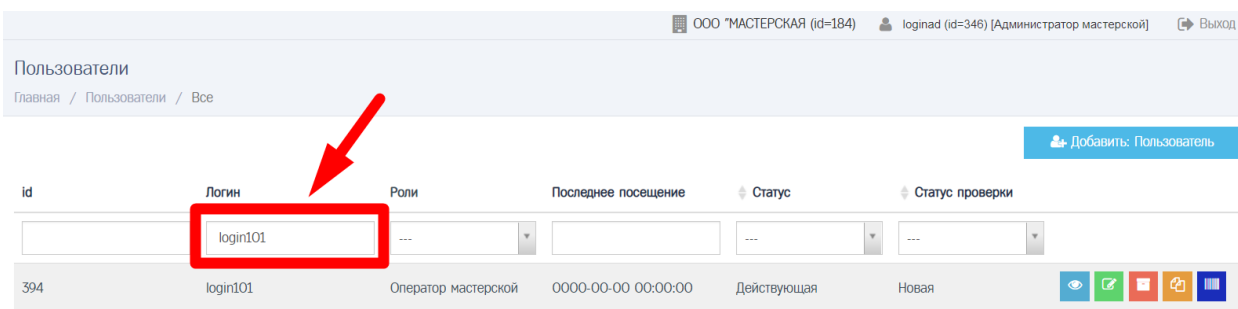 ООО "МАСТЕРСКАЯ (id=184) loginad (id=346) [Администратор мастерской] Выход
Пользователи
Главная / Пользователи / Все
Добавить: Пользователь
id Логин Роли Последнее посещение Статус Статус проверки
login101 --- --- ---
394 login101 Оператор мастерской 0000-00-00 00:00:00 Действующая Новая